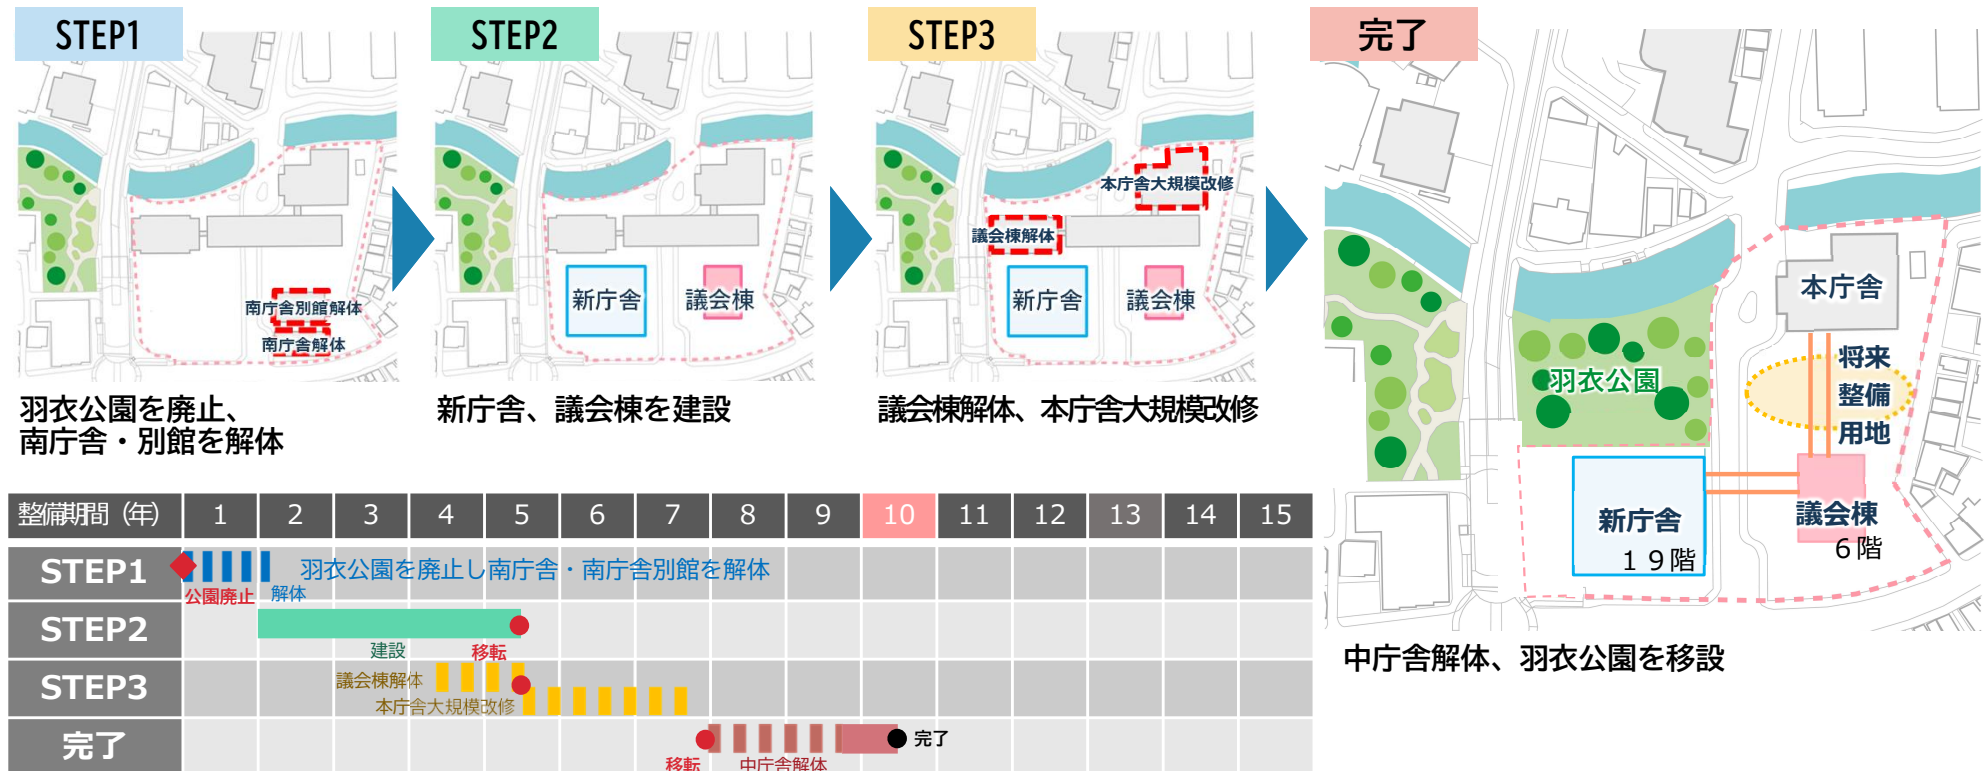 STEP1
南庁舎別館解体
南庁舎解体
羽衣公園を廃止、
南庁舎・別館を解体
STEP2
新庁舎
議会棟
新庁舎、議会棟を建設
STEP3
本庁舎大規模改修
議会棟解体
新庁舎
議会棟
議会棟解体、本庁舎大規模改修
完了
本庁舎
羽衣公園
将来
整備
用地
新庁舎
19階
議会棟
6階
中庁舎解体、羽衣公園を移設
整備期間（年） 1 2 3 4 5 6 7 8 9 10 11 12 13 14 15
STEP1
羽衣公園を廃止し南庁舎・南庁舎別館を解体
公園廃止
解体
STEP2
建設
移転
STEP3
議会棟解体
本庁舎大規模改修
完了
移転
中庁舎解体
完了